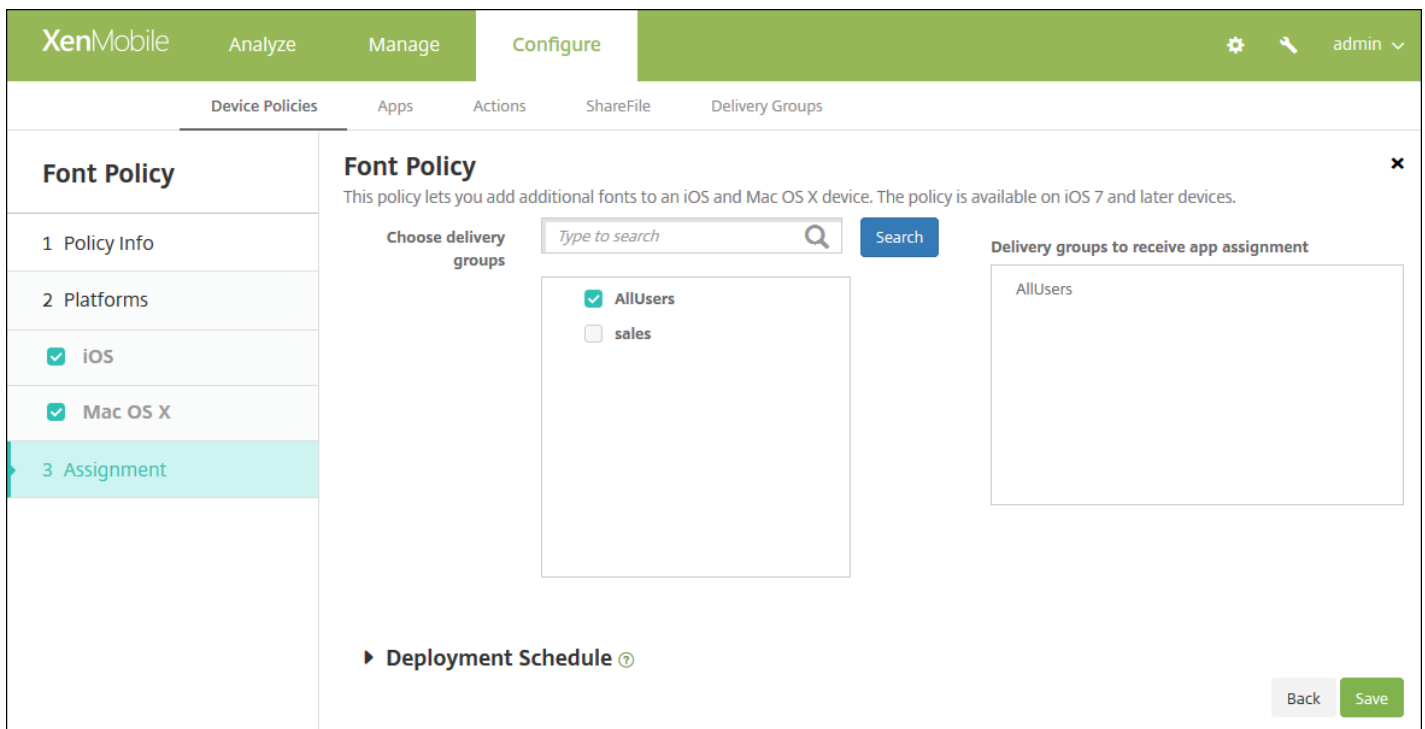 XenMobile Analyze Manage Configure admin
Device Policies Apps Actions ShareFile Delivery Groups
Font Policy
1 Policy Info
2 Platforms
iOS
Mac OS X
3 Assignment
Font Policy
This policy lets you add additional fonts to an iOS and Mac OS X device. The policy is available on iOS 7 and later devices.
Choose delivery
groups
Type to search
Search
AllUsers
sales
Delivery groups to receive app assignment
AllUsers
Deployment Schedule ?
Back Save